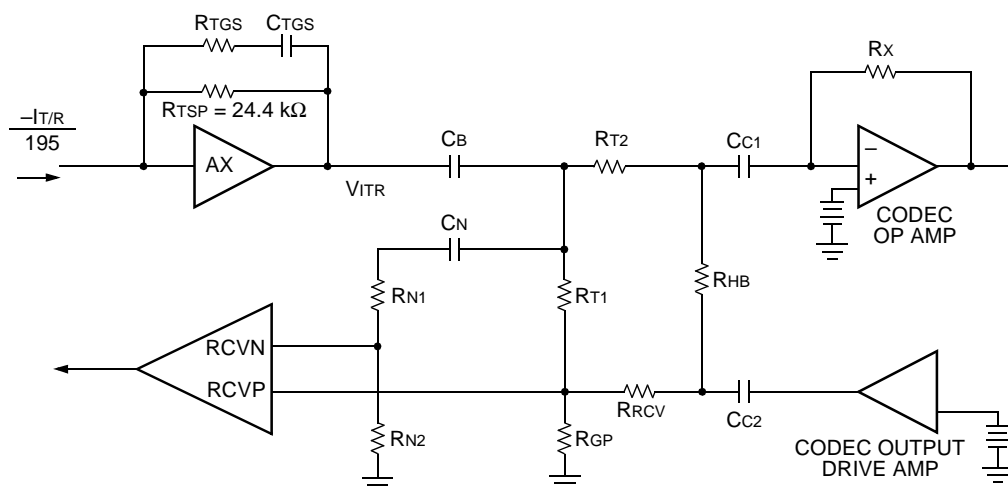 RTGS
CTGS
RTSP = 24.4 kΩ
–IT/R
195
AX
VITR
CB
RT2
CC1
RX
–
+
CODEC
OP AMP
CN
RN1
RT1
RHB
RCVN
RCVP
RN2
RGP
RRCV
CC2
CODEC OUTPUT
DRIVE AMP